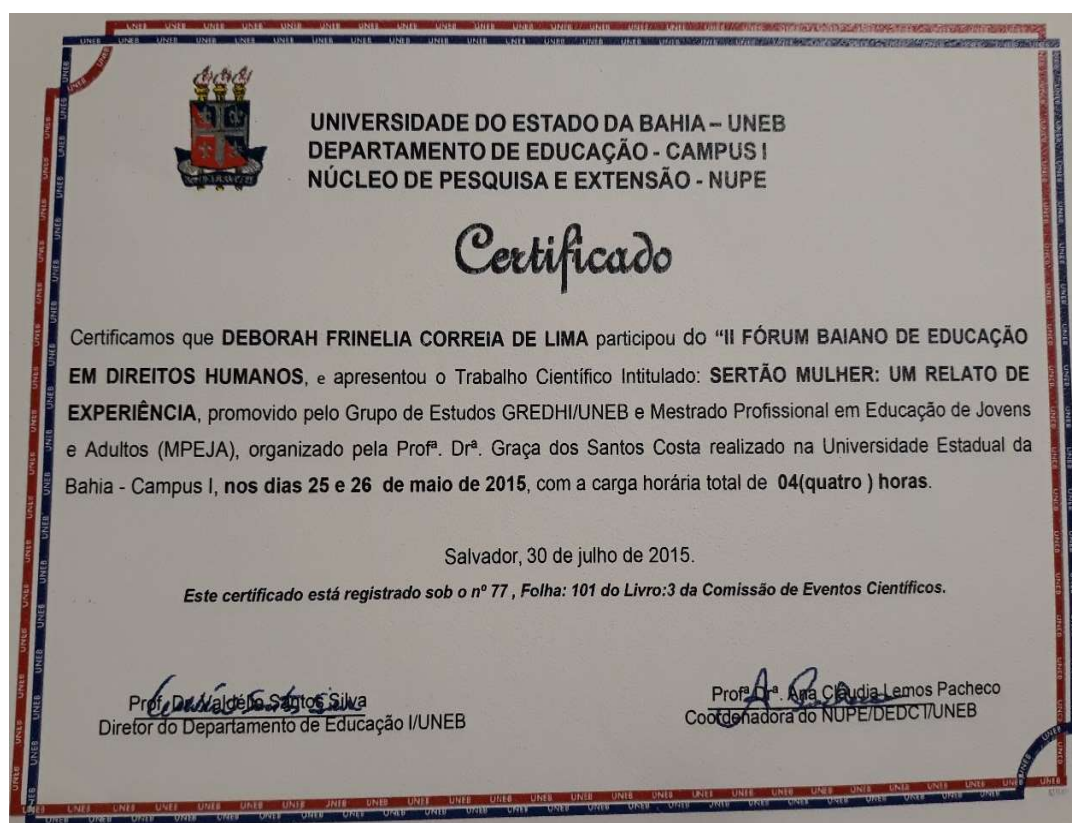 UNIVERSIDADE DO ESTADO DA BAHIA – UNEB
DEPARTAMENTO DE EDUCAÇÃO - CAMPUS I
NÚCLEO DE PESQUISA E EXTENSÃO - NUPE
Certificado
Certificamos que DEBORAH FRINELIA CORREIA DE LIMA participou do “II FÓRUM BAIANO DE EDUCAÇÃO
EM DIREITOS HUMANOS, e apresentou o Trabalho Científico Intitulado: SERTÃO MULHER: UM RELATO DE
EXPERIÊNCIA, promovido pelo Grupo de Estudos GREDHI/UNEB e Mestrado Profissional em Educação de Jovens
e Adultos (MPEJA), organizado pela Profª. Drª. Graça dos Santos Costa realizado na Universidade Estadual da
Bahia - Campus I, nos dias 25 e 26 de maio de 2015, com a carga horária total de 04(quatro ) horas.
Salvador, 30 de julho de 2015.
Este certificado está registrado sob o nº 77 , Folha: 101 do Livro:3 da Comissão de Eventos Científicos.
Prof. Dr. Valdélio Santos Silva
Diretor do Departamento de Educação I/UNEB
Profª Drª. Ana Cláudia Lemos Pacheco
Coordenadora do NUPE/DEDC I/UNEB